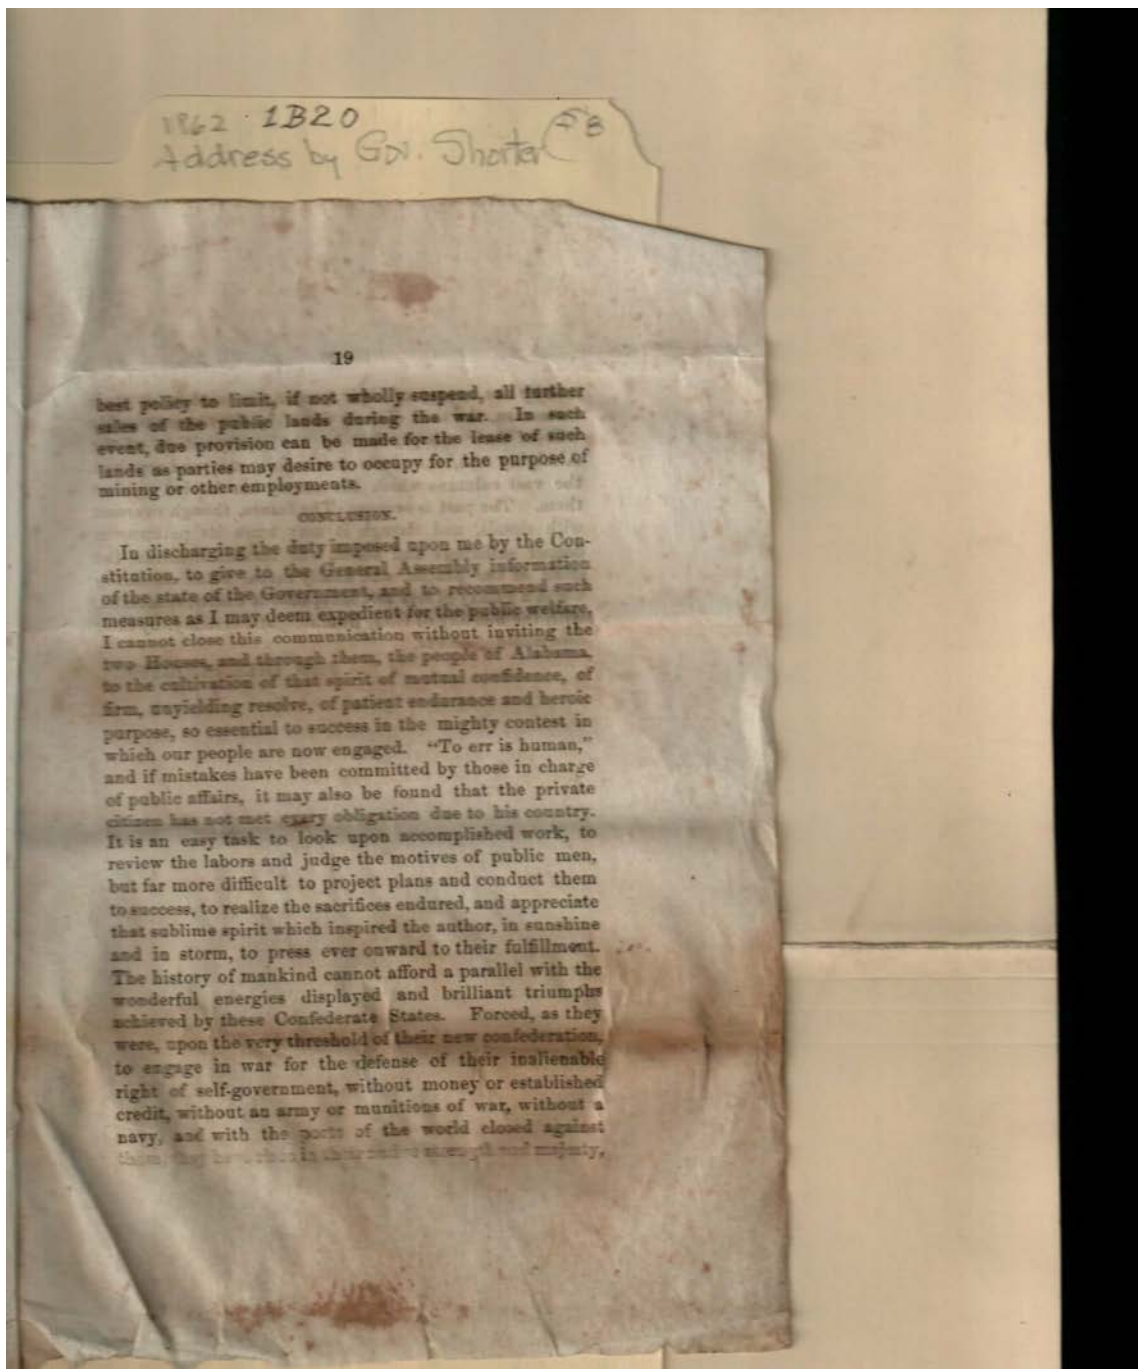 1862 1B20
Address by Gov. Shorter
19
best policy to limit, if not wholly suspend, all further
sales of the public lands during the war. In such
event, due provision can be made for the lease of such
lands as parties may desire to occupy for the purpose of
mining or other employments.
CONCLUSION.
In discharging the duty imposed upon me by the Con-
stitution, to give to the General Assembly information
of the state of the Government, and to recommend such
measures as I may deem expedient for the public welfare,
I cannot close this communication without inviting the
two Houses, and through them, the people of Alabama,
to the cultivation of that spirit of mutual confidence, of
firm, unyielding resolve, of patient endurance and heroic
purpose, so essential to success in the mighty contest in
which our people are now engaged. “To err is human,”
and if mistakes have been committed by those in charge
of public affairs, it may also be found that the private
citizen has not met every obligation due to his country.
It is an easy task to look upon accomplished work, to
review the labors and judge the motives of public men,
but far more difficult to project plans and conduct them
to success, to realize the sacrifices endured, and appreciate
that sublime spirit which inspired the author, in sunshine
and in storm, to press ever onward to their fulfillment.
The history of mankind cannot afford a parallel with the
wonderful energies displayed and brilliant triumphs
achieved by these Confederate States. Forced, as they
were, upon the very threshold of their new confederation,
to engage in war for the defense of their inalienable
right of self-government, without money or established
credit, without an army or munitions of war, without a
navy, and with the ports of the world closed against
them, they have in their strength and majesty,